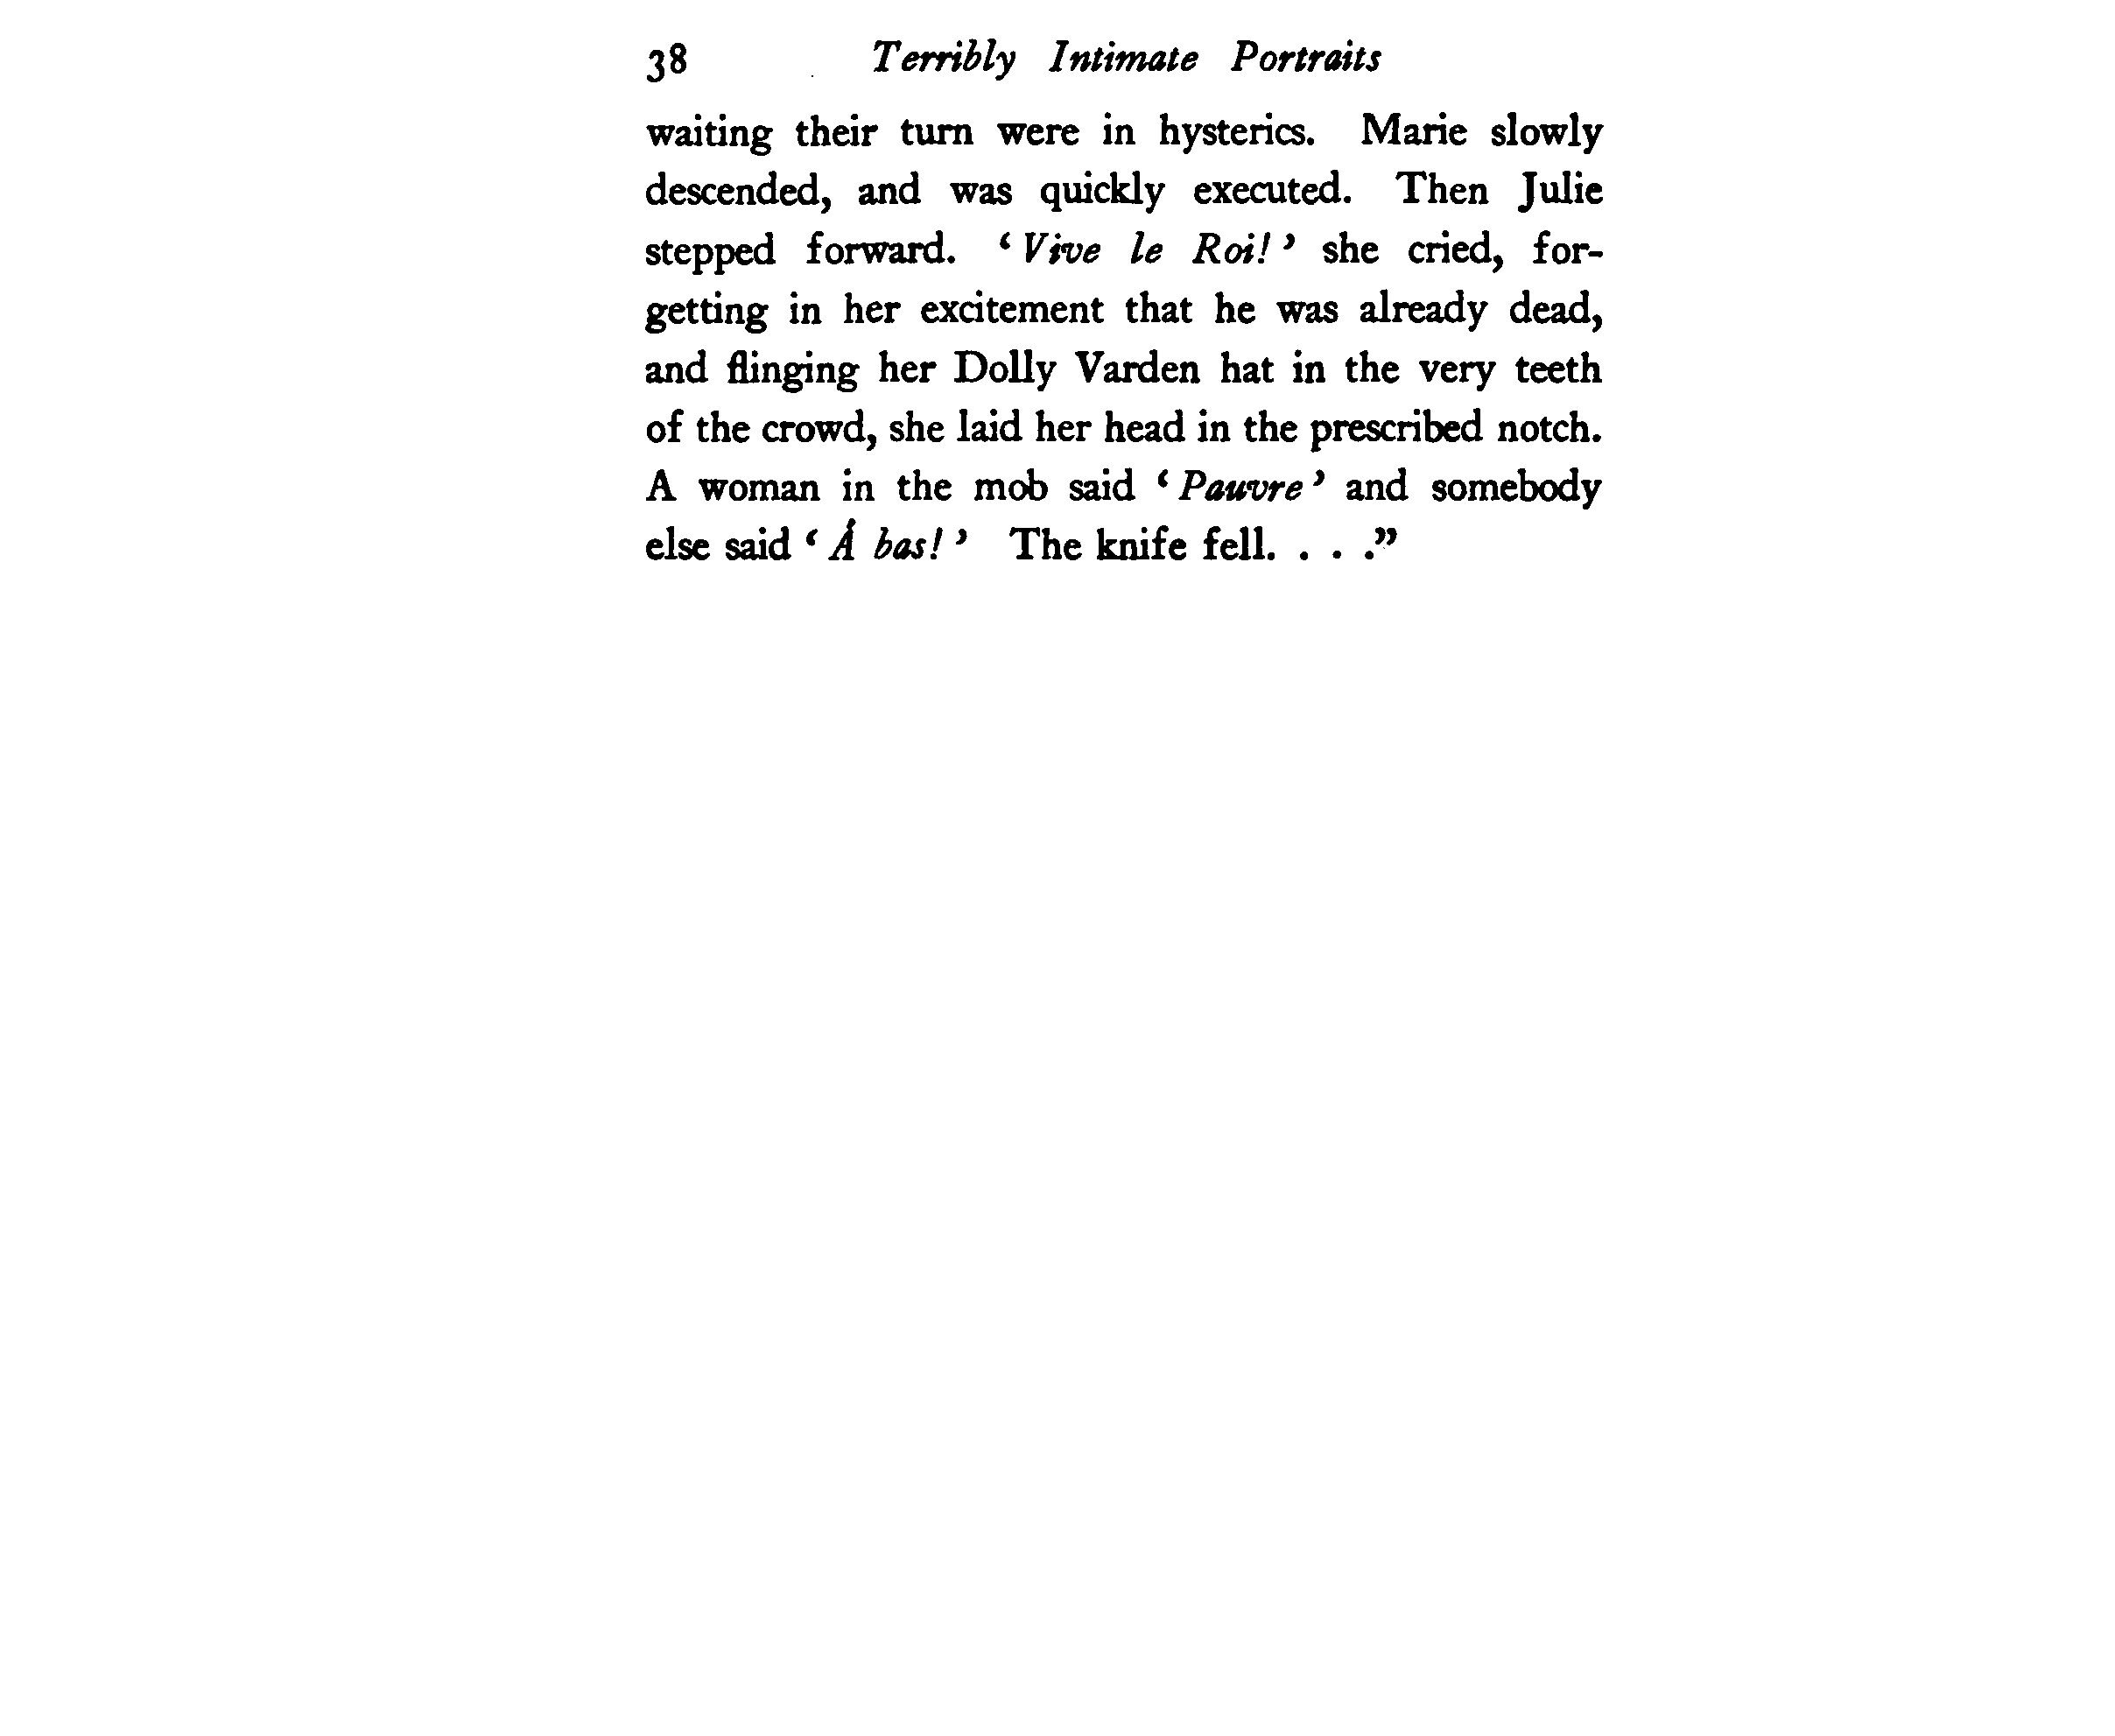 38 Terribly Intimate Portraits
waiting their turn were in hysterics. Marie slowly
descended, and was quickly executed. Then Julie
stepped forward. ‘Vive le Roi!’ she cried, for-
getting in her excitement that he was already dead,
and flinging her Dolly Varden hat in the very teeth
of the crowd, she laid her head in the prescribed notch.
A woman in the mob said ‘Pauvre’ and somebody
else said ‘Á bas!’ The knife fell. . . .”